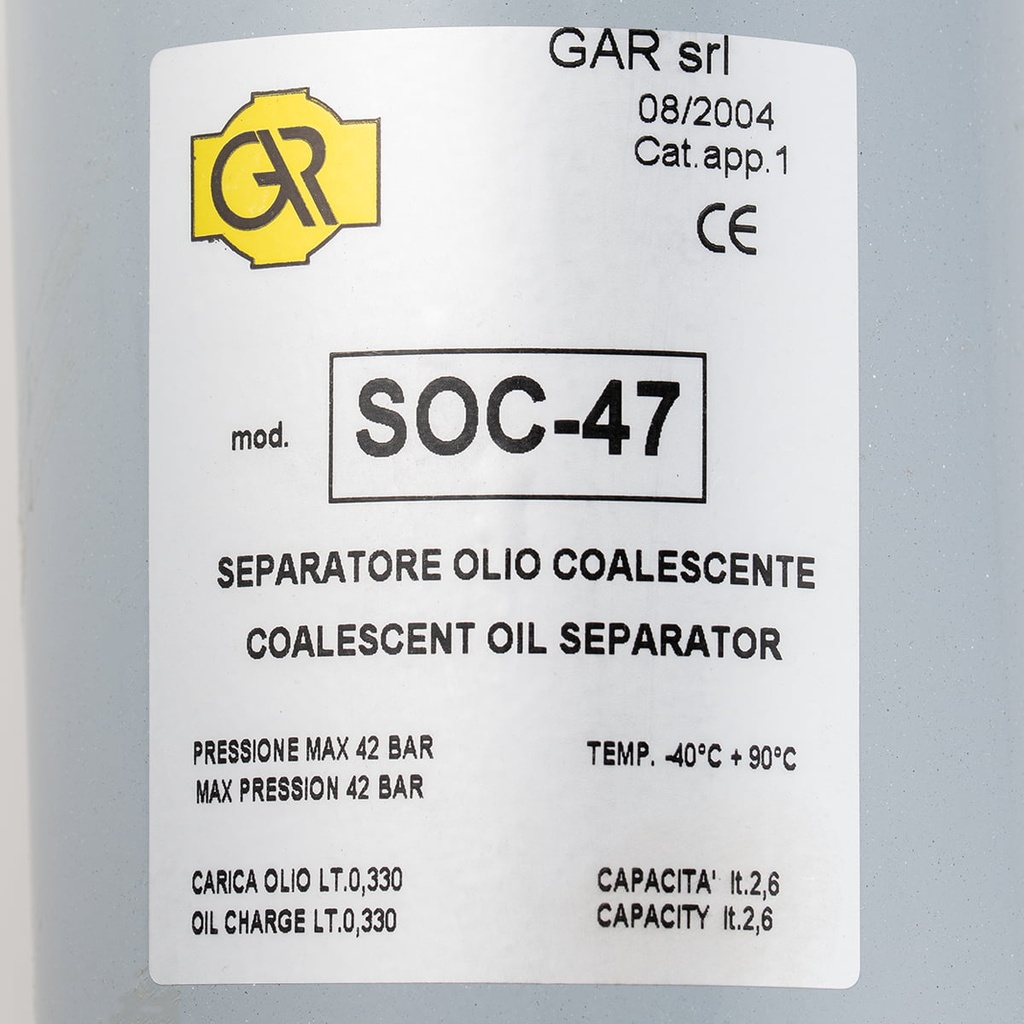 GAR srl
08/2004
Cat.app.1
CE
GAR
mod. SOC-47
SEPARATORE OLIO COALESCENTE
COALESCENT OIL SEPARATOR
PRESSIONE MAX 42 BAR
MAX PRESSION 42 BAR
TEMP. -40°C + 90°C
CARICA OLIO LT.0,330
OIL CHARGE LT.0,330
CAPACITA' lt.2,6
CAPACITY lt.2,6